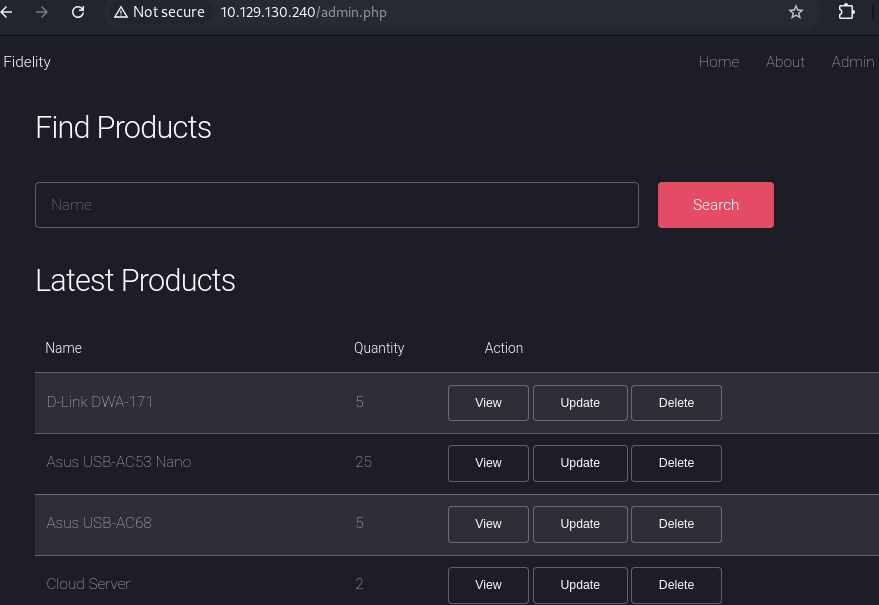 Not secure 10.129.130.240/admin.php
Fidelity Home About Admin
Find Products
Name Search
Latest Products
Name Quantity Action
D-Link DWA-171 5 View Update Delete
Asus USB-AC53 Nano 25 View Update Delete
Asus USB-AC68 5 View Update Delete
Cloud Server 2 View Update Delete